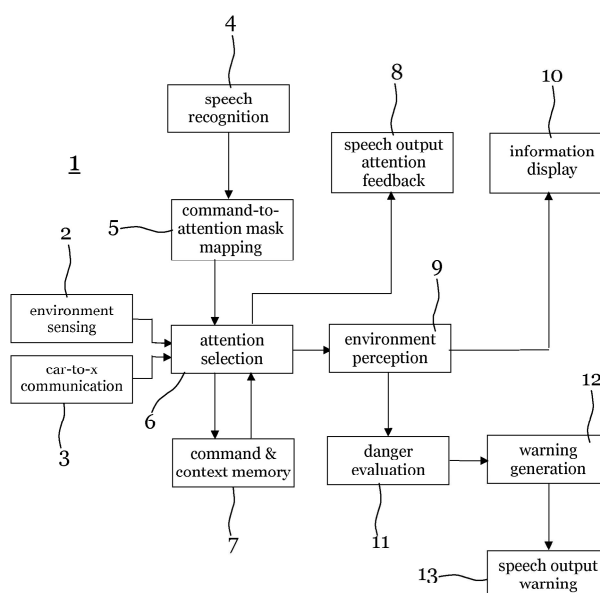 4
speech
recognition
8
speech output
attention
feedback
10
information
display
1
5
command-to-
attention mask
mapping
2
environment
sensing
car-to-x
communication
3
attention
selection
6
9
environment
perception
command &
context memory
7
danger
evaluation
11
12
warning
generation
13
speech output
warning